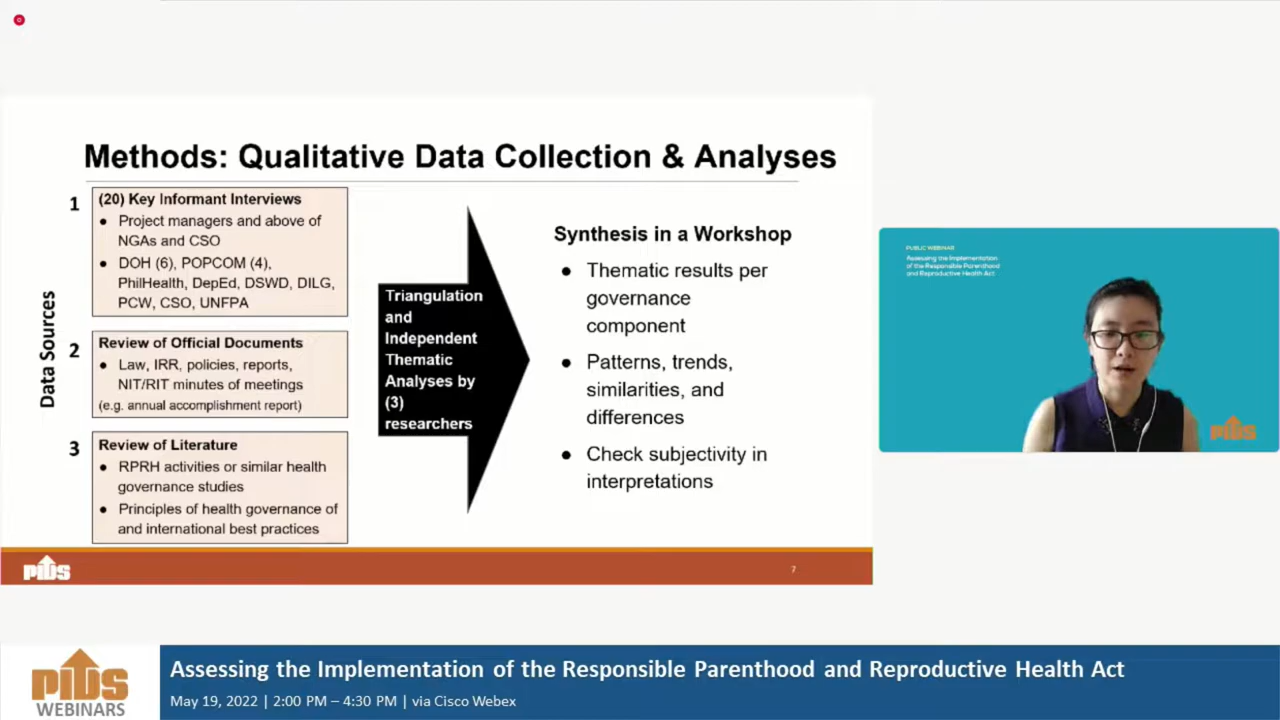 Methods: Qualitative Data Collection & Analyses
Data Sources
1
(20) Key Informant Interviews
● Project managers and above of
NGAs and CSO
● DOH (6), POPCOM (4),
PhilHealth, DepEd, DSWD, DILG,
PCW, CSO, UNFPA
2
Review of Official Documents
● Law, IRR, policies, reports,
NIT/RIT minutes of meetings
(e.g. annual accomplishment report)
3
Review of Literature
● RPRH activities or similar health
governance studies
● Principles of health governance of
and international best practices
Triangulation
and
Independent
Thematic
Analyses by
(3)
researchers
Synthesis in a Workshop
● Thematic results per
governance
component
● Patterns, trends,
similarities, and
differences
● Check subjectivity in
interpretations
PIDS
7
PUBLIC WEBINAR
Assessing the Implementation
of the Responsible Parenthood
and Reproductive Health Act
PIDS
PIDS
WEBINARS
Assessing the Implementation of the Responsible Parenthood and Reproductive Health Act
May 19, 2022 | 2:00 PM – 4:30 PM | via Cisco Webex